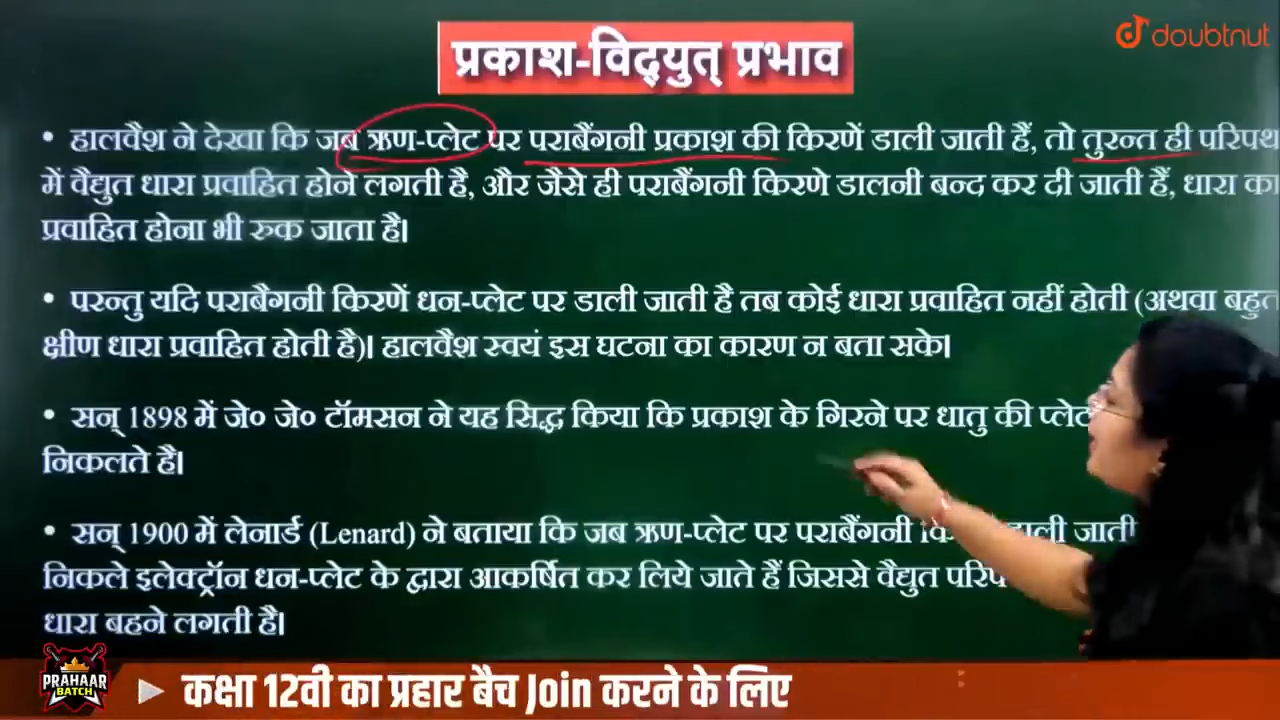 प्रकाश-विद्युत् प्रभाव
doubtnut
• हालवैश ने देखा कि जब ऋण-प्लेट पर पराबैंगनी प्रकाश की किरणें डाली जाती हैं, तो तुरन्त ही परिपथ
में वैद्युत धारा प्रवाहित होने लगती है, और जैसे ही पराबैंगनी किरणे डालनी बन्द कर दी जाती हैं, धारा का
प्रवाहित होना भी रुक जाता है।
• परन्तु यदि पराबैगनी किरणें धन-प्लेट पर डाली जाती है तब कोई धारा प्रवाहित नहीं होती (अथवा बहुत
क्षीण धारा प्रवाहित होती है)। हालवैश स्वयं इस घटना का कारण न बता सके।
• सन् 1898 में जे० जे० टॉमसन ने यह सिद्ध किया कि प्रकाश के गिरने पर धातु की प्लेट
निकलते है।
• सन् 1900 में लेनार्ड (Lenard) ने बताया कि जब ऋण-प्लेट पर पराबैंगनी डाली जाती
निकले इलेक्ट्रॉन धन-प्लेट के द्वारा आकर्षित कर लिये जाते हैं जिससे वैद्युत
धारा बहने लगती है।
PRAHAAR
BATCH
कक्षा 12वी का प्रहार बैच Join करने के लिए